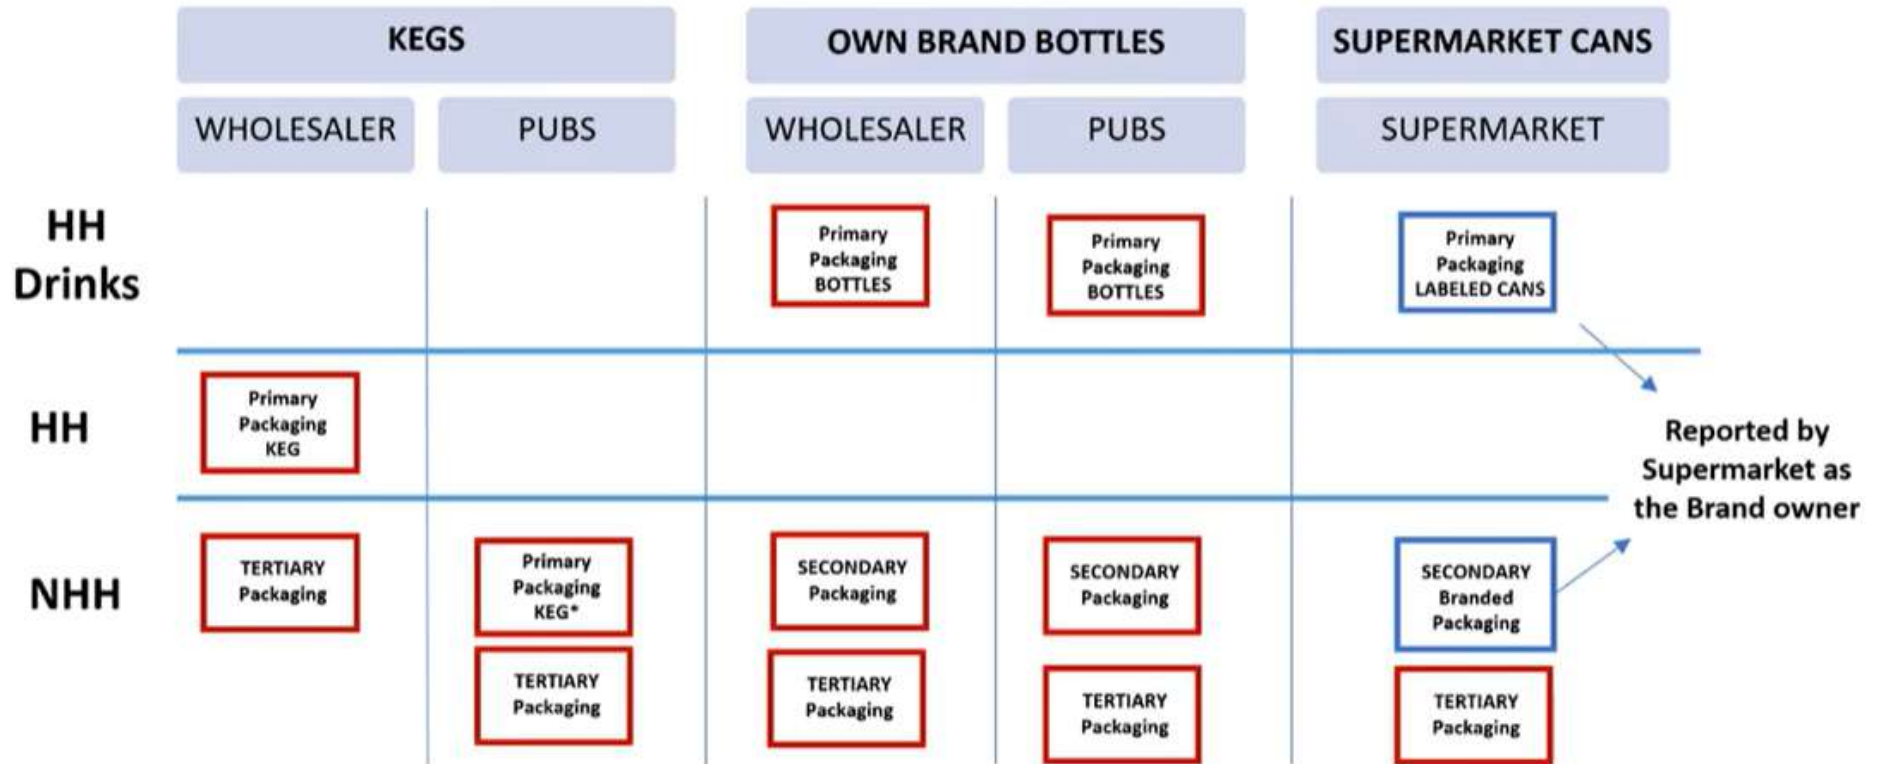 KEGS
OWN BRAND BOTTLES
SUPERMARKET CANS
WHOLESALER
PUBS
WHOLESALER
PUBS
SUPERMARKET
HH
Drinks
Primary
Packaging
BOTTLES
Primary
Packaging
BOTTLES
Primary
Packaging
LABELED CANS
HH
Primary
Packaging
KEG
Reported by
Supermarket as
the Brand owner
NHH
TERTIARY
Packaging
Primary
Packaging
KEG*
SECONDARY
Packaging
SECONDARY
Packaging
SECONDARY
Branded
Packaging
TERTIARY
Packaging
TERTIARY
Packaging
TERTIARY
Packaging
TERTIARY
Packaging